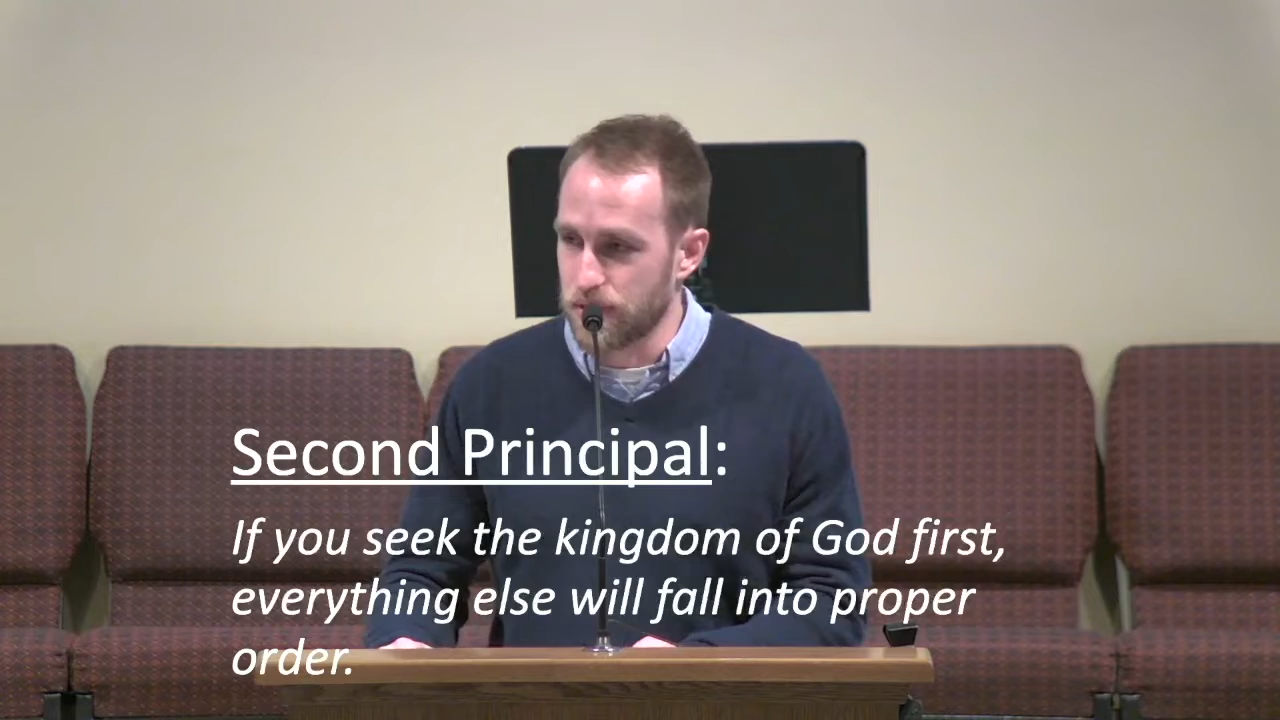 Second Principal:
If you seek the kingdom of God first,
everything else will fall into proper
order.